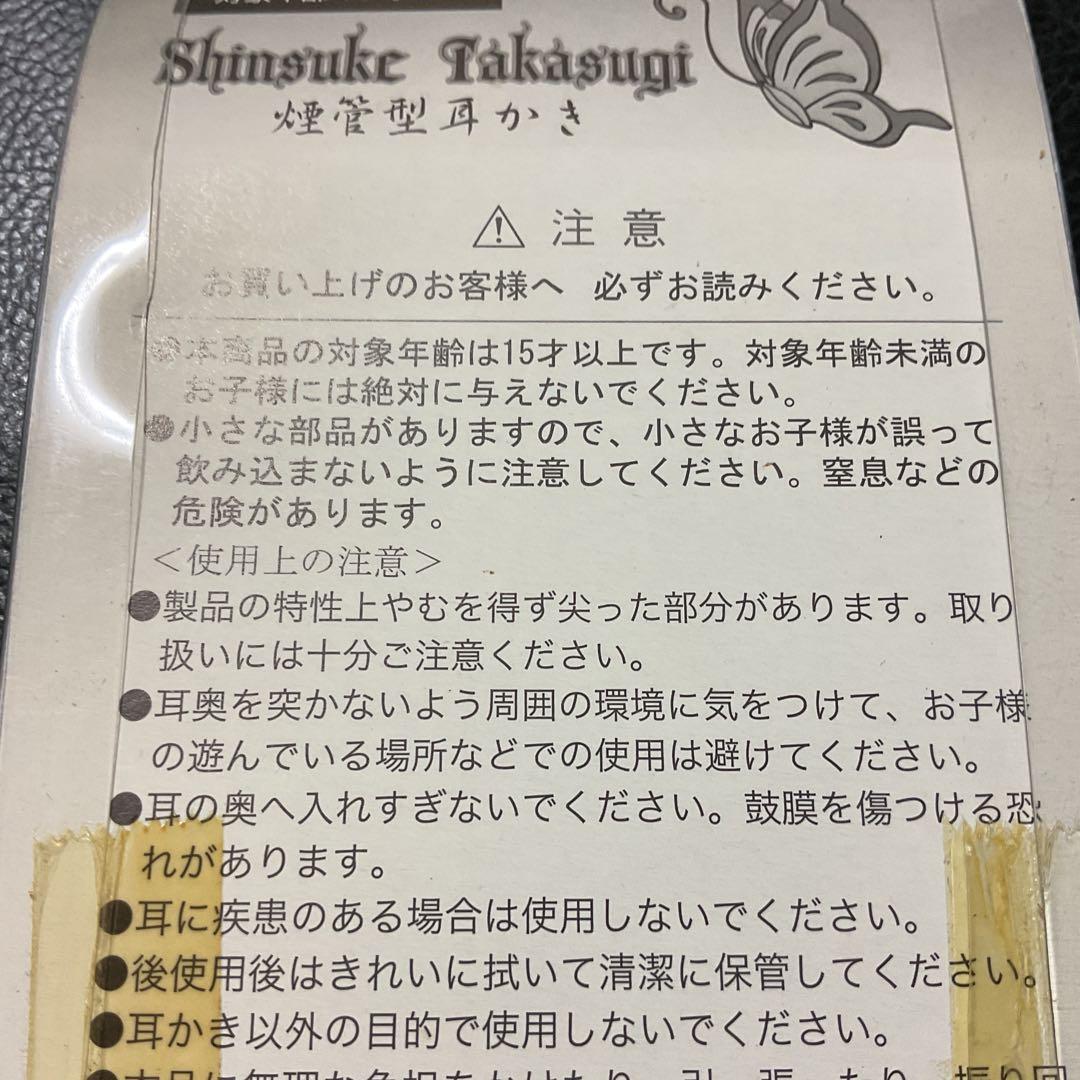 Shinsuke Takasugi
煙管型耳かき
注意
お買い上げのお客様へ 必ずお読みください。
●本商品の対象年齢は15才以上です。対象年齢未満の
お子様には絶対に与えないでください。
●小さな部品がありますので、小さなお子様が誤って
飲み込まないように注意してください。窒息などの
危険があります。
＜使用上の注意＞
●製品の特性上やむを得ず尖った部分があります。取り
扱いには十分ご注意ください。
●耳奥を突かないよう周囲の環境に気をつけて、お子様
の遊んでいる場所などでの使用は避けてください。
●耳の奥へ入れすぎないでください。鼓膜を傷つける恐
れがあります。
●耳に疾患のある場合は使用しないでください。
●後使用後はきれいに拭いて清潔に保管してください。
●耳かき以外の目的で使用しないでください。